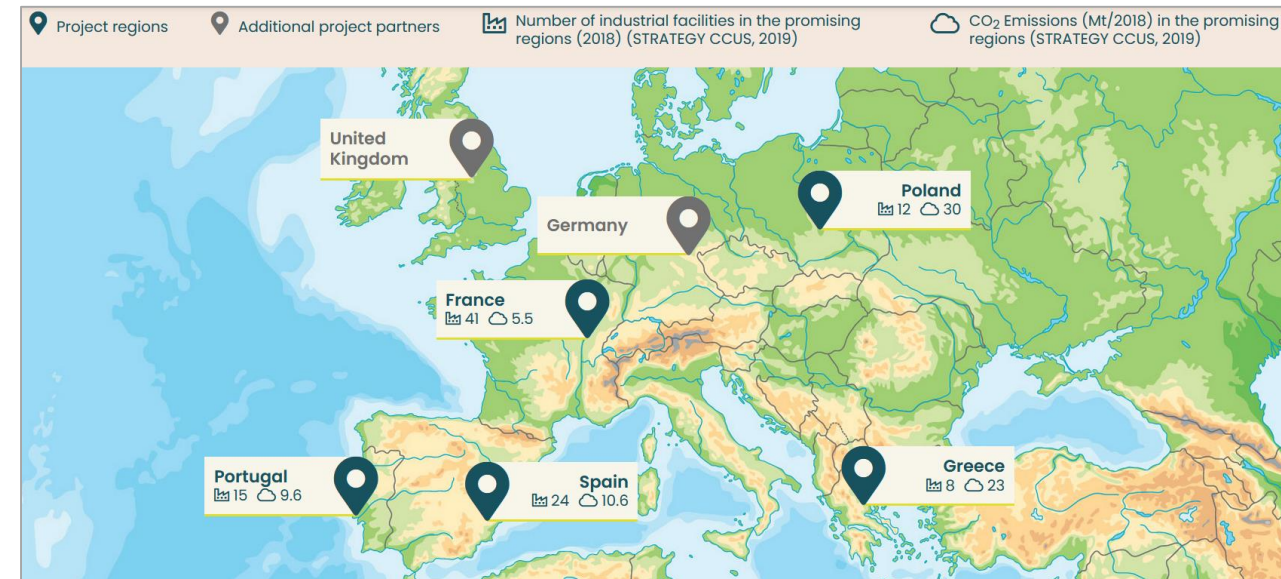 Project regions
Additional project partners
Number of industrial facilities in the promising
regions (2018) (STRATEGY CCUS, 2019)
CO₂ Emissions (Mt/2018) in the promising
regions (STRATEGY CCUS, 2019)
United
Kingdom
Poland
12 30
Germany
France
41 5.5
Portugal
15 9.6
Spain
24 10.6
Greece
8 23